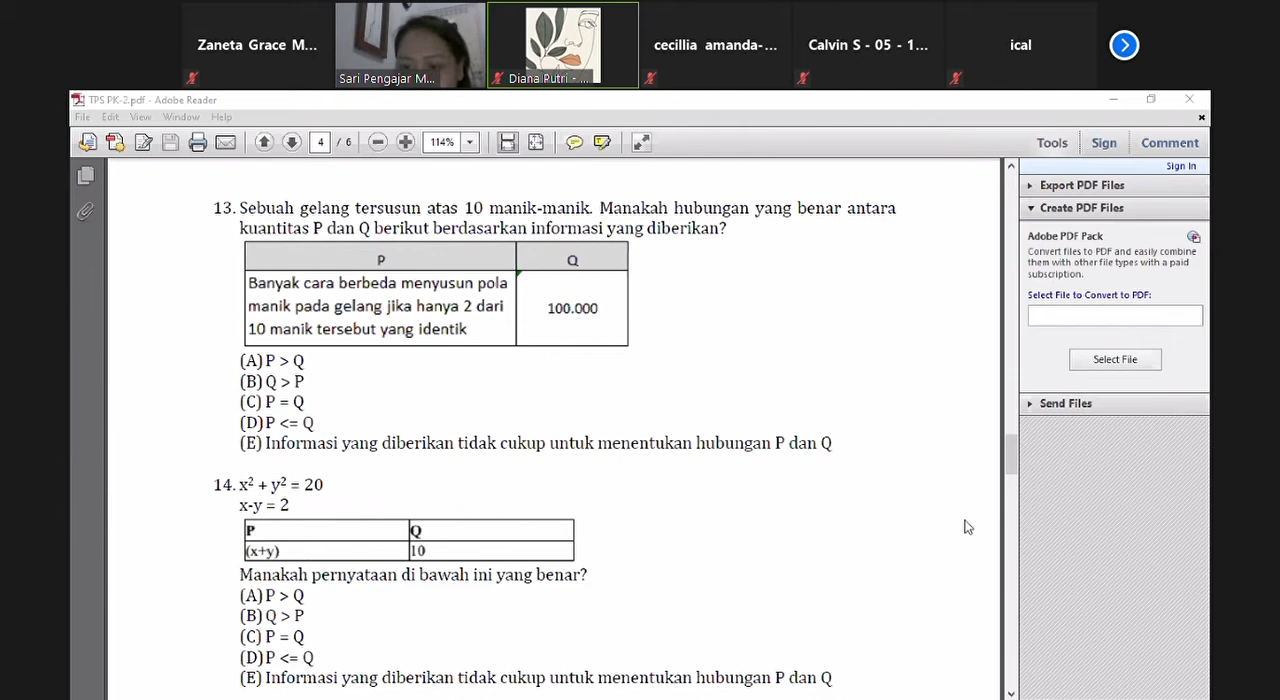 Zaneta Grace M...
Sari Pengajar M...
Diana Putri - ...
cecillia amanda-...
Calvin S - 05 - 1...
ical
TPS PK-2.pdf - Adobe Reader
File Edit View Window Help
4 / 6 114% Tools Sign Comment
Sign In
Export PDF Files
Create PDF Files
Adobe PDF Pack
Convert files to PDF and easily combine
them with other file types with a paid
subscription.
Select File to Convert to PDF:
Select File
Send Files
13. Sebuah gelang tersusun atas 10 manik-manik. Manakah hubungan yang benar antara
kuantitas P dan Q berikut berdasarkan informasi yang diberikan?
P Q
Banyak cara berbeda menyusun pola
manik pada gelang jika hanya 2 dari
10 manik tersebut yang identik
100.000
(A) P > Q
(B) Q > P
(C) P = Q
(D) P <= Q
(E) Informasi yang diberikan tidak cukup untuk menentukan hubungan P dan Q
14. x² + y² = 20
x-y = 2
P Q
(x+y) 10
Manakah pernyataan di bawah ini yang benar?
(A) P > Q
(B) Q > P
(C) P = Q
(D) P <= Q
(E) Informasi yang diberikan tidak cukup untuk menentukan hubungan P dan Q